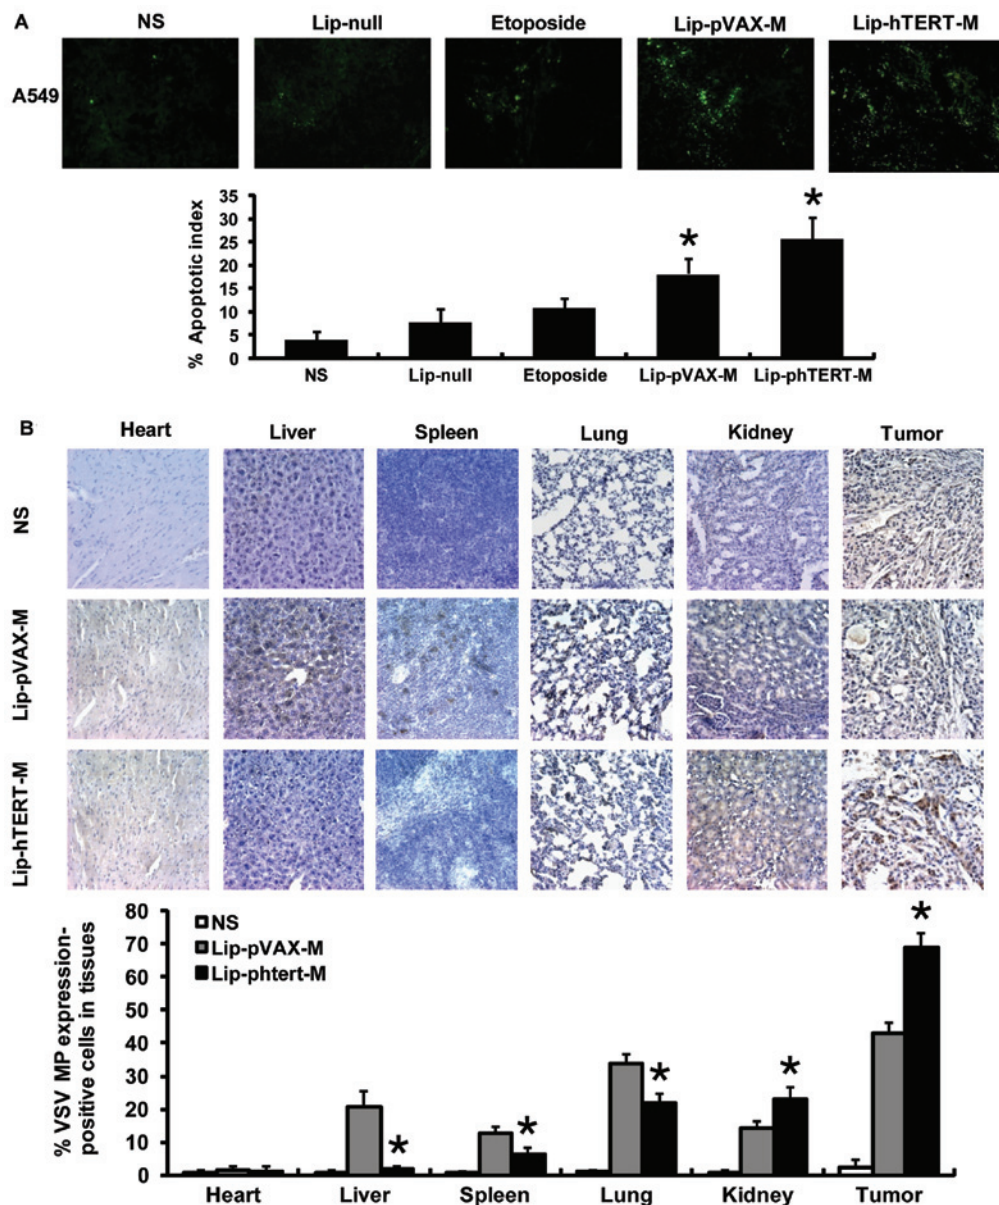 A
NS
Lip-null
Etoposide
Lip-pVAX-M
Lip-hTERT-M
A549
% Apoptotic index
35
30
25
20
15
10
5
0
*
*
NS
Lip-null
Etoposide
Lip-pVAX-M
Lip-phTERT-M
B
Heart
Liver
Spleen
Lung
Kidney
Tumor
NS
Lip-pVAX-M
Lip-hTERT-M
% VSV MP expression-
positive cells in tissues
80
70
60
50
40
30
20
10
0
NS
Lip-pVAX-M
Lip-phtert-M
*
*
*
*
*
Heart
Liver
Spleen
Lung
Kidney
Tumor